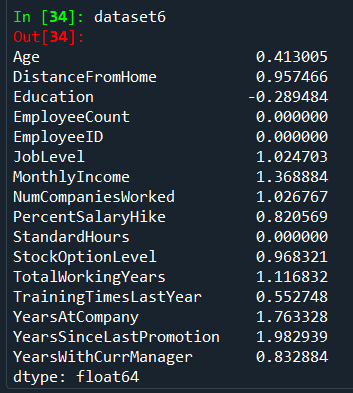 In [34]: dataset6
Out[34]:
Age 0.413005
DistanceFromHome 0.957466
Education -0.289484
EmployeeCount 0.000000
EmployeeID 0.000000
JobLevel 1.024703
MonthlyIncome 1.368884
NumCompaniesWorked 1.026767
PercentSalaryHike 0.820569
StandardHours 0.000000
StockOptionLevel 0.968321
TotalWorkingYears 1.116832
TrainingTimesLastYear 0.552748
YearsAtCompany 1.763328
YearsSinceLastPromotion 1.982939
YearsWithCurrManager 0.832884
dtype: float64